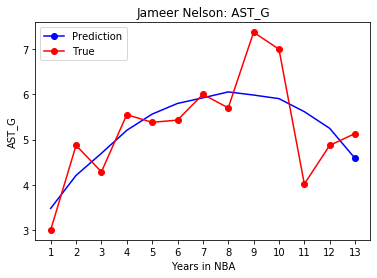 Jameer Nelson: AST_G
Prediction
True
AST_G
7
6
5
4
3
1 2 3 4 5 6 7 8 9 10 11 12 13
Years in NBA